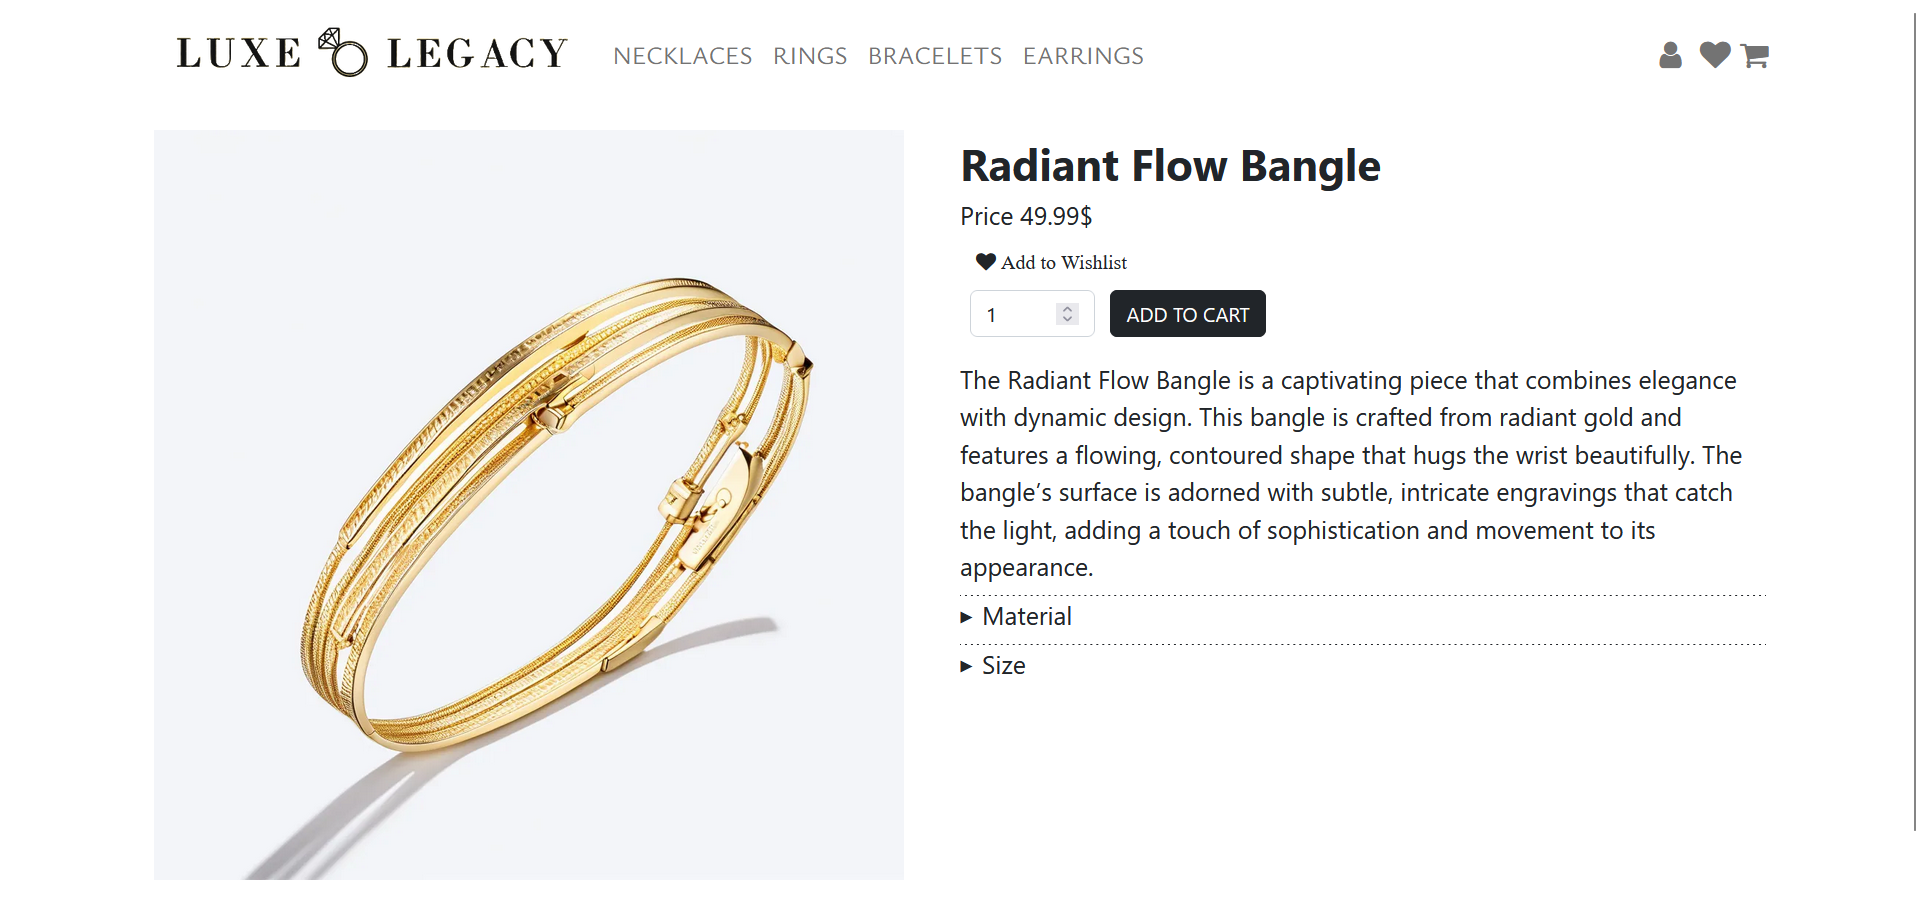 LUXE LEGACY
NECKLACES RINGS BRACELETS EARRINGS
Radiant Flow Bangle
Price 49.99$
Add to Wishlist
1
ADD TO CART
The Radiant Flow Bangle is a captivating piece that combines elegance
with dynamic design. This bangle is crafted from radiant gold and
features a flowing, contoured shape that hugs the wrist beautifully. The
bangle’s surface is adorned with subtle, intricate engravings that catch
the light, adding a touch of sophistication and movement to its
appearance.
Material
Size